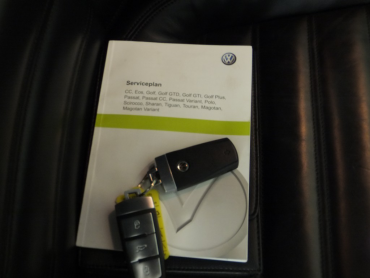 Serviceplan
CC, Eos, Golf, Golf GTD, Golf GTI, Golf Plus,
Passat, Passat CC, Passat Variant, Polo,
Scirocco, Sharan, Tiguan, Touran, Magotan,
Magotan Variant